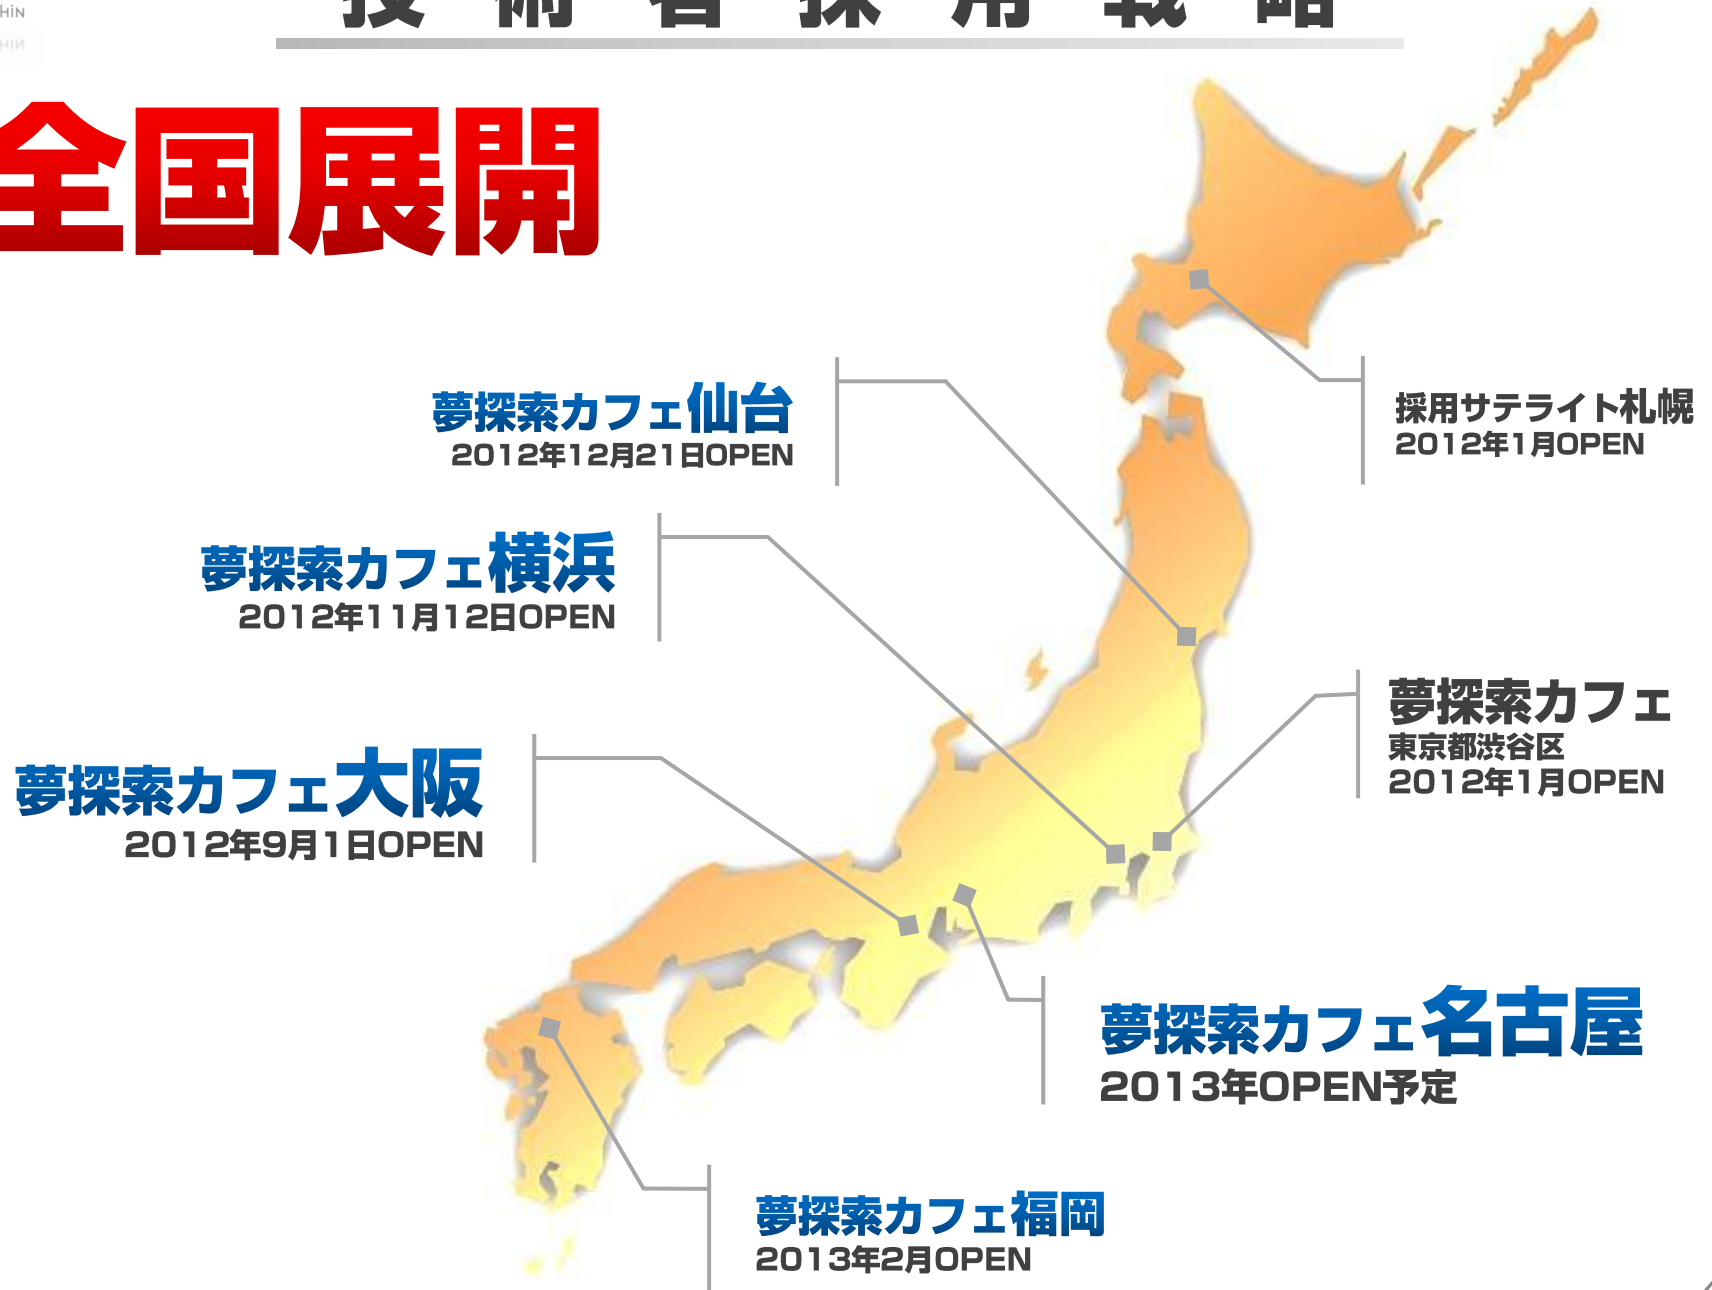 HIN
技術者採用戦略
全国展開
夢探索カフェ仙台
2012年12月21日OPEN
採用サテライト札幌
2012年1月OPEN
夢探索カフェ横浜
2012年11月12日OPEN
夢探索カフェ
東京都渋谷区
2012年1月OPEN
夢探索カフェ大阪
2012年9月1日OPEN
夢探索カフェ名古屋
2013年OPEN予定
夢探索カフェ福岡
2013年2月OPEN